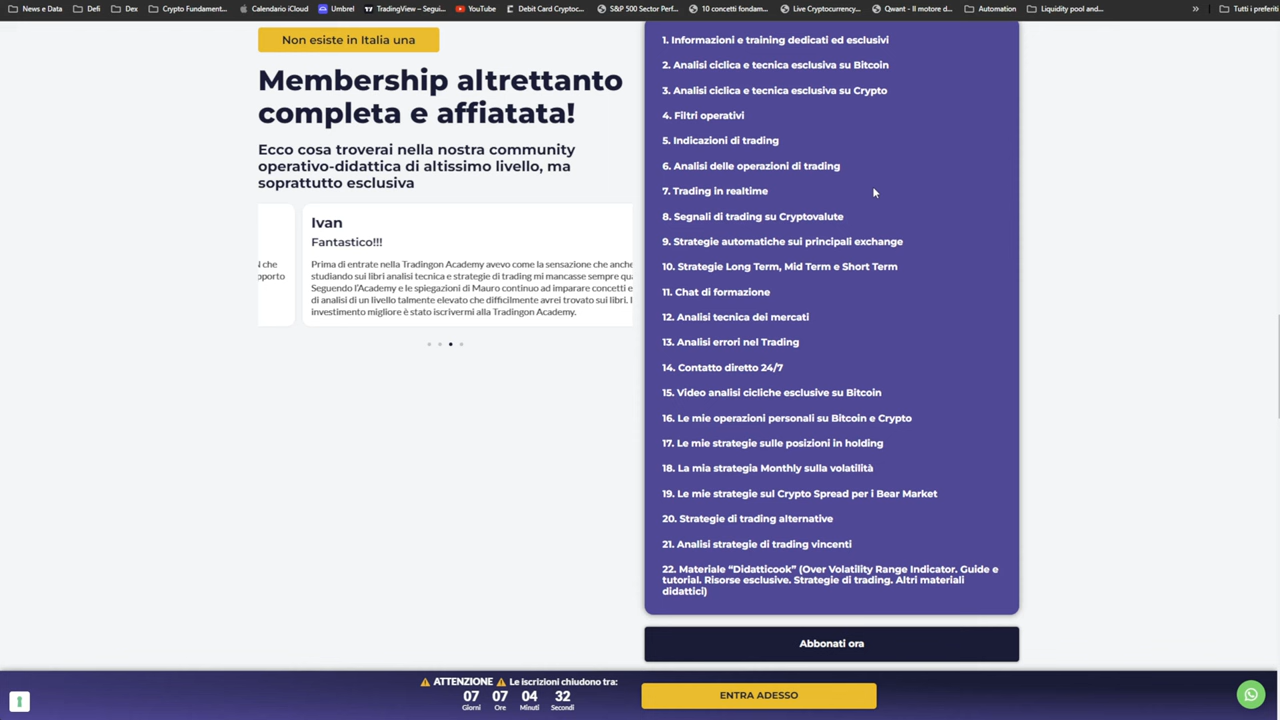 News e Data
Defi
Dex
Crypto Fundament...
Calendario iCloud
Umbrel
TradingView – Segui...
YouTube
Debit Card Cryptoc...
S&P 500 Sector Perf...
10 concetti fondam...
Live Cryptocurrency...
Qwant - Il motore d...
Automation
Liquidity pool and...
»
Tutti i preferiti
Non esiste in Italia una
Membership altrettanto
completa e affiatata!
Ecco cosa troverai nella nostra community
operativo-didattica di altissimo livello, ma
soprattutto esclusiva
che
Ivan
Fantastico!!!
Prima di entrate nella Tradingon Academy avevo come la sensazione che anche
studiando sui libri analisi tecnica e strategie di trading mi mancasse sempre
Seguendo l'Academy e le spiegazioni di Mauro continuo ad imparare concetti e
di analisi di un livello talmente elevato che difficilmente avrei trovato sui libri.
investimento migliore è stato iscrivermi alla Tradingon Academy.
1. Informazioni e training dedicati ed esclusivi
2. Analisi ciclica e tecnica esclusiva su Bitcoin
3. Analisi ciclica e tecnica esclusiva su Crypto
4. Filtri operativi
5. Indicazioni di trading
6. Analisi delle operazioni di trading
7. Trading in realtime
8. Segnali di trading su Cryptovalute
9. Strategie automatiche sui principali exchange
10. Strategie Long Term, Mid Term e Short Term
11. Chat di formazione
12. Analisi tecnica dei mercati
13. Analisi errori nel Trading
14. Contatto diretto 24/7
15. Video analisi cicliche esclusive su Bitcoin
16. Le mie operazioni personali su Bitcoin e Crypto
17. Le mie strategie sulle posizioni in holding
18. La mia strategia Monthly sulla volatilità
19. Le mie strategie sul Crypto Spread per i Bear Market
20. Strategie di trading alternative
21. Analisi strategie di trading vincenti
22. Materiale “Didatticook” (Over Volatility Range Indicator. Guide e
tutorial. Risorse esclusive. Strategie di trading. Altri materiali
didattici)
Abbonati ora
ATTENZIONE Le iscrizioni chiudono tra:
07 07 04 32
Giorni Ore Minuti Secondi
ENTRA ADESSO